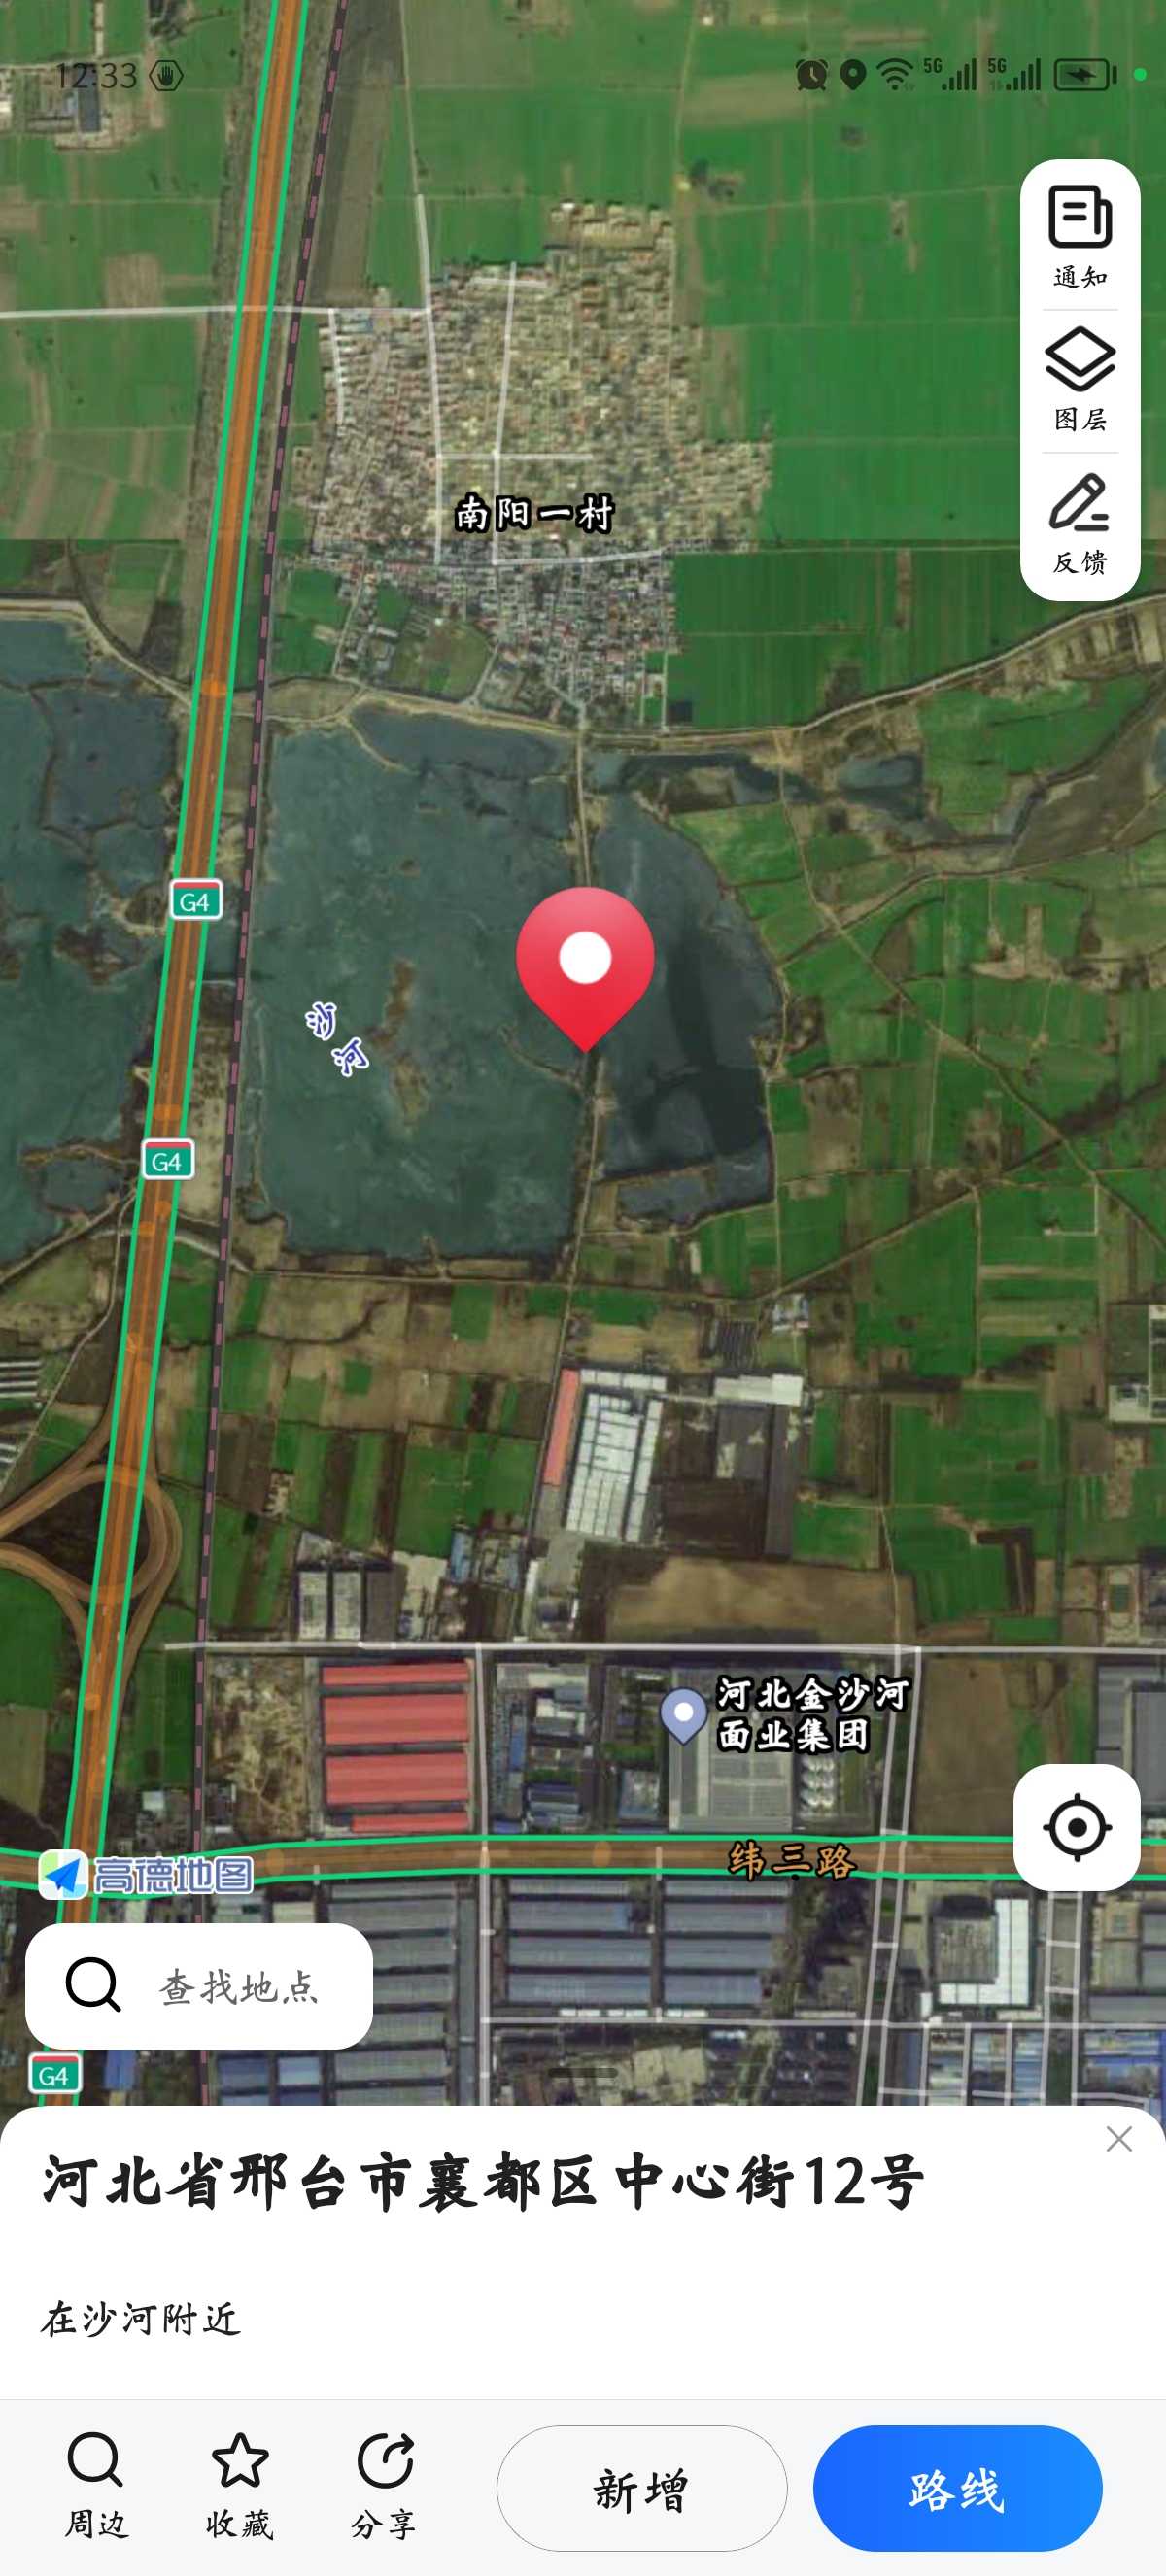 12:33
5G
5G
通知
图层
反馈
南阳一村
G4
沙河
G4
河北金沙河
面业集团
纬三路
高德地图
查找地点
G4
河北省邢台市襄都区中心街12号
在沙河附近
周边
收藏
分享
新增
路线